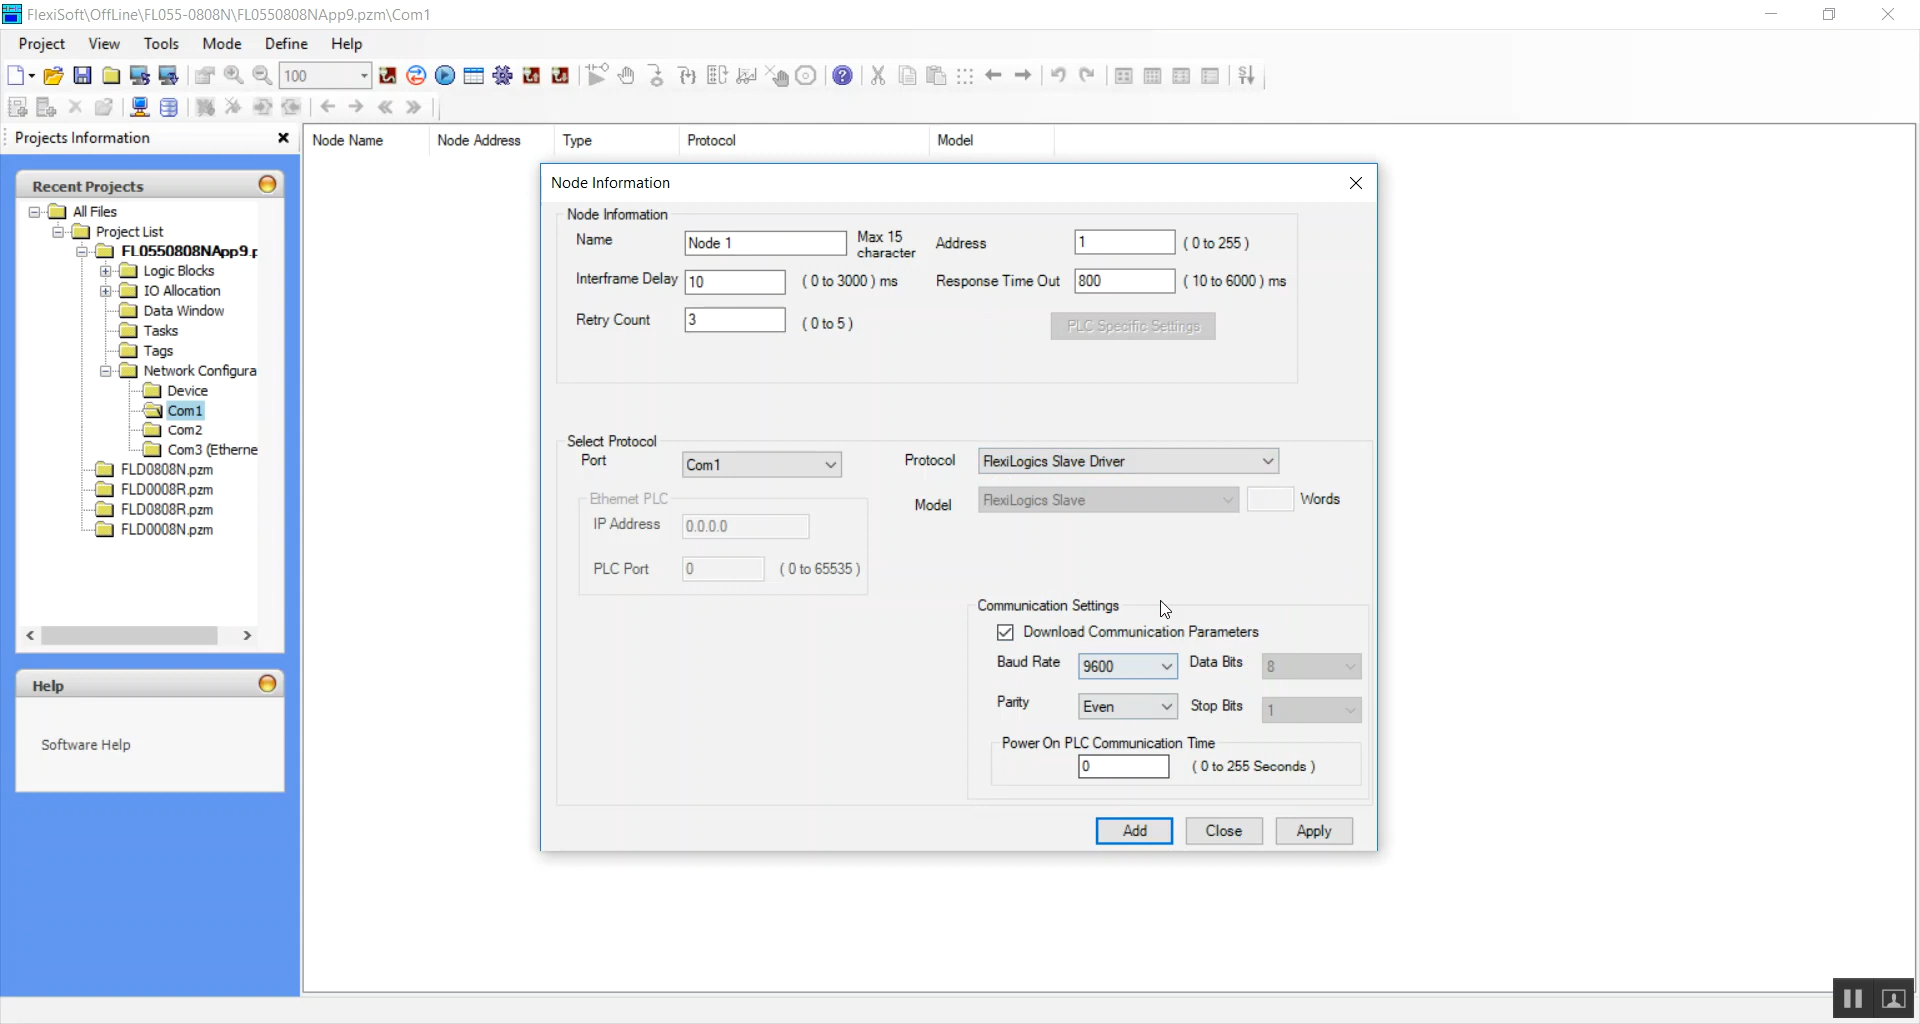 FlexiSoft\OffLine\FL055-0808N\FL0550808NApp9.pzm\Com1
Project View Tools Mode Define Help
100
Projects Information
Node Name Node Address Type Protocol Model
Recent Projects
All Files
Project List
FL0550808NApp9.p
Logic Blocks
IO Allocation
Data Window
Tasks
Tags
Network Configura
Device
Com1
Com2
Com3 (Etherne
FLD0808N.pzm
FLD0008R.pzm
FLD0808R.pzm
FLD0008N.pzm
Help
Software Help
Node Information
Node Information
Name Node 1 Max 15 character Address 1 ( 0 to 255 )
Interframe Delay 10 ( 0 to 3000 ) ms Response Time Out 800 ( 10 to 6000 ) ms
Retry Count 3 ( 0 to 5 ) PLC Specific Settings
Select Protocol
Port Com1 Protocol FlexiLogics Slave Driver
Ethernet PLC Model FlexiLogics Slave Words
IP Address 0.0.0.0
PLC Port 0 ( 0 to 65535 )
Communication Settings
Download Communication Parameters
Baud Rate 9600 Data Bits 8
Parity Even Stop Bits 1
Power On PLC Communication Time
0 ( 0 to 255 Seconds )
Add Close Apply